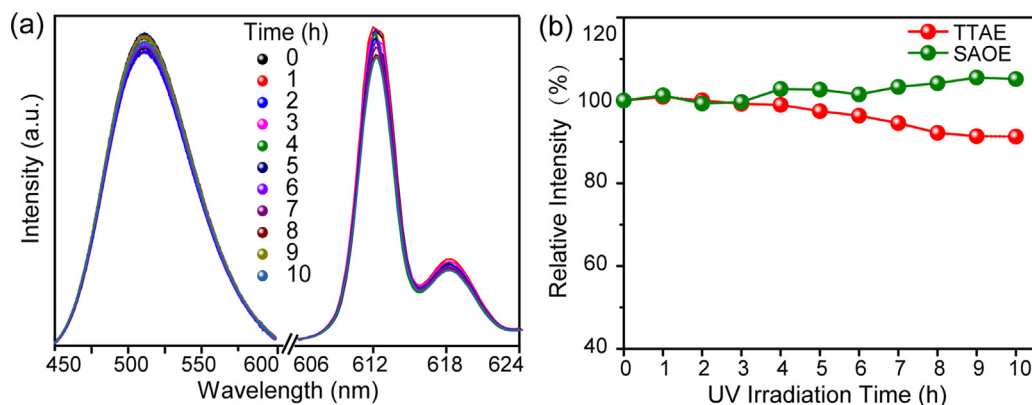 (a)
Time (h)
0
1
2
3
4
5
6
7
8
9
10
Intensity (a.u.)
450 500 550 600 606 612 618 624
Wavelength (nm)
(b)
TTAE
SAOE
120
100
80
60
40
Relative Intensity (%)
0 1 2 3 4 5 6 7 8 9 10
UV Irradiation Time (h)